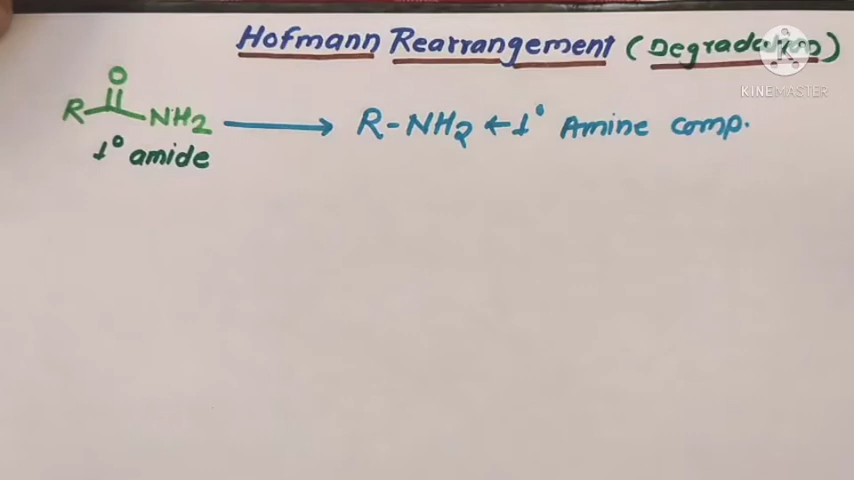 Hofmann Rearrangement (Degradation)
KINEMASTER
O
R NH2 → R-NH2 ← 1° Amine comp.
1° amide